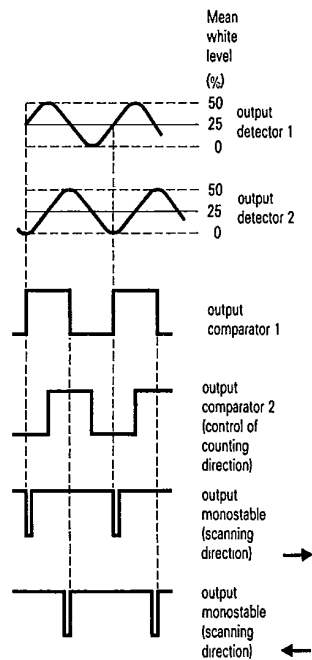 Mean
white
level
(%)
50
25
0
output
detector 1
50
25
0
output
detector 2
output
comparator 1
output
comparator 2
(control of
counting
direction)
output
monostable
(scanning
direction)
output
monostable
(scanning
direction)